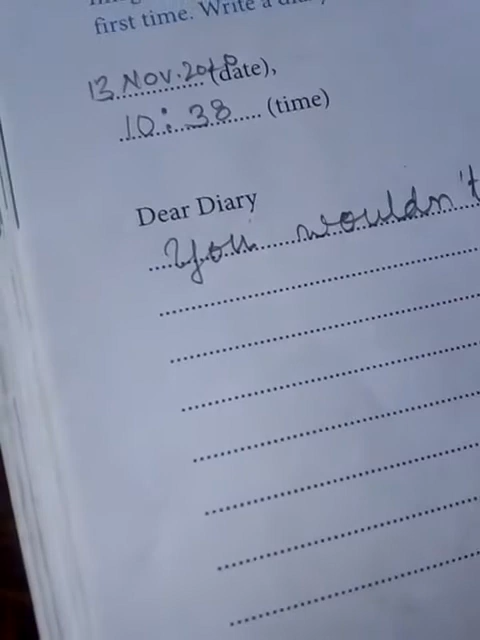 first time. Write a
13 Nov. 2018 (date),
10:38 (time)
Dear Diary
You wouldn't